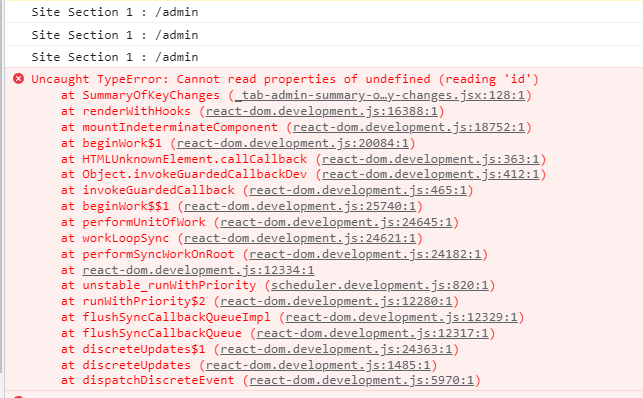 Site Section 1 : /admin
Site Section 1 : /admin
Site Section 1 : /admin
Uncaught TypeError: Cannot read properties of undefined (reading 'id')
at SummaryOfKeyChanges (_tab-admin-summary-o…y-changes.jsx:128:1)
at renderWithHooks (react-dom.development.js:16388:1)
at mountIndeterminateComponent (react-dom.development.js:18752:1)
at beginWork$1 (react-dom.development.js:20084:1)
at HTMLUnknownElement.callCallback (react-dom.development.js:363:1)
at Object.invokeGuardedCallbackDev (react-dom.development.js:412:1)
at invokeGuardedCallback (react-dom.development.js:465:1)
at beginWork$$1 (react-dom.development.js:25740:1)
at performUnitOfWork (react-dom.development.js:24645:1)
at workLoopSync (react-dom.development.js:24621:1)
at performSyncWorkOnRoot (react-dom.development.js:24182:1)
at react-dom.development.js:12334:1
at unstable_runWithPriority (scheduler.development.js:820:1)
at runWithPriority$2 (react-dom.development.js:12280:1)
at flushSyncCallbackQueueImpl (react-dom.development.js:12329:1)
at flushSyncCallbackQueue (react-dom.development.js:12317:1)
at discreteUpdates$1 (react-dom.development.js:24363:1)
at discreteUpdates (react-dom.development.js:1485:1)
at dispatchDiscreteEvent (react-dom.development.js:5970:1)